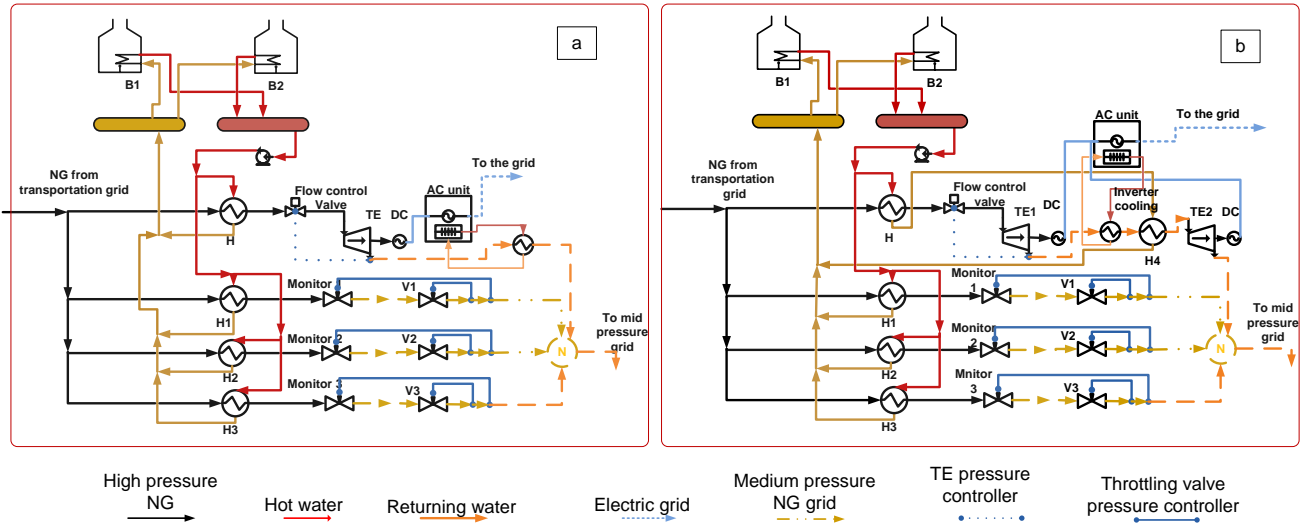 a
B1
B2
NG from
transportation grid
To the grid
AC unit
Flow control
Valve
TE
DC
H
Monitor
V1
H1
Monitor 2
V2
H2
Monitor 3
V3
H3
N
To mid
pressure
grid
b
B1
B2
AC unit
To the grid
NG from
transportation
grid
Flow control
valve
TE1
DC
Inverter
cooling
TE2
DC
H
H4
Monitor
1
V1
H1
Monitor
2
V2
H2
Mnitor
3
V3
H3
N
To mid
pressure
grid
High pressure
NG
Hot water
Returning water
Electric grid
Medium pressure
NG grid
TE pressure
controller
Throttling valve
pressure controller